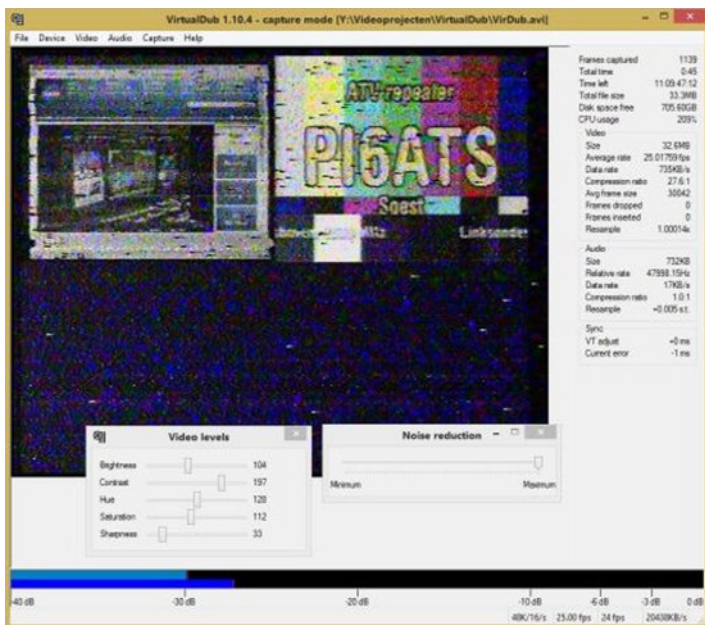 VirtualDub 1.10.4 - capture mode [Y:\Videoprojecten\VirtualDub\VirDub.avi]
File Device Video Audio Capture Help
ATV-repeater
PI6ATS
Soest
Frames captured 1139
Total time 0:45
Time left 11:09:47:12
Total file size 33.3MB
Disk space free 705.60GB
CPU usage 209%
Video
Size 32.6MB
Average rate 25.01759 fps
Data rate 735KB/s
Compression ratio 27.6:1
Avg frame size 30042
Frames dropped 0
Frames inserted 0
Resample 1.00014x
Audio
Size 732KB
Relative rate 47998.15Hz
Data rate 17KB/s
Compression ratio 1.0:1
Resample +0.005 s.t.
Sync
VT adjust +0 ms
Current error -1 ms
Video levels
Brightness 104
Contrast 197
Hue 128
Saturation 112
Sharpness 33
Noise reduction
Minimum Maximum
-40 dB -30 dB -20 dB -10 dB -6 dB -3 dB 0 dB
48K/16/s 25.00 fps 24 fps 20438KB/s